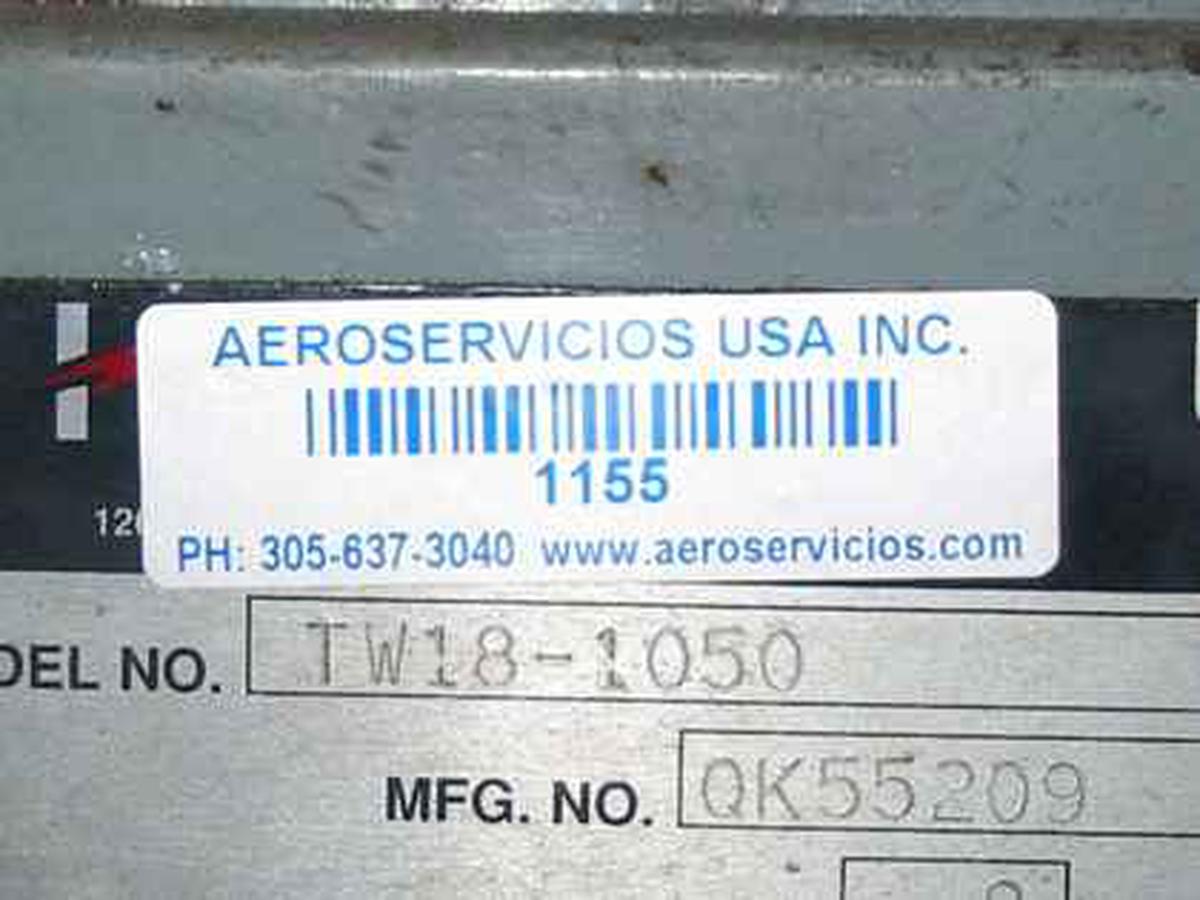 AEROSERVICIOS USA INC.
1155
PH: 305-637-3040 www.aeroservicios.com
DEL NO. TW18-1050
MFG. NO. QK55209